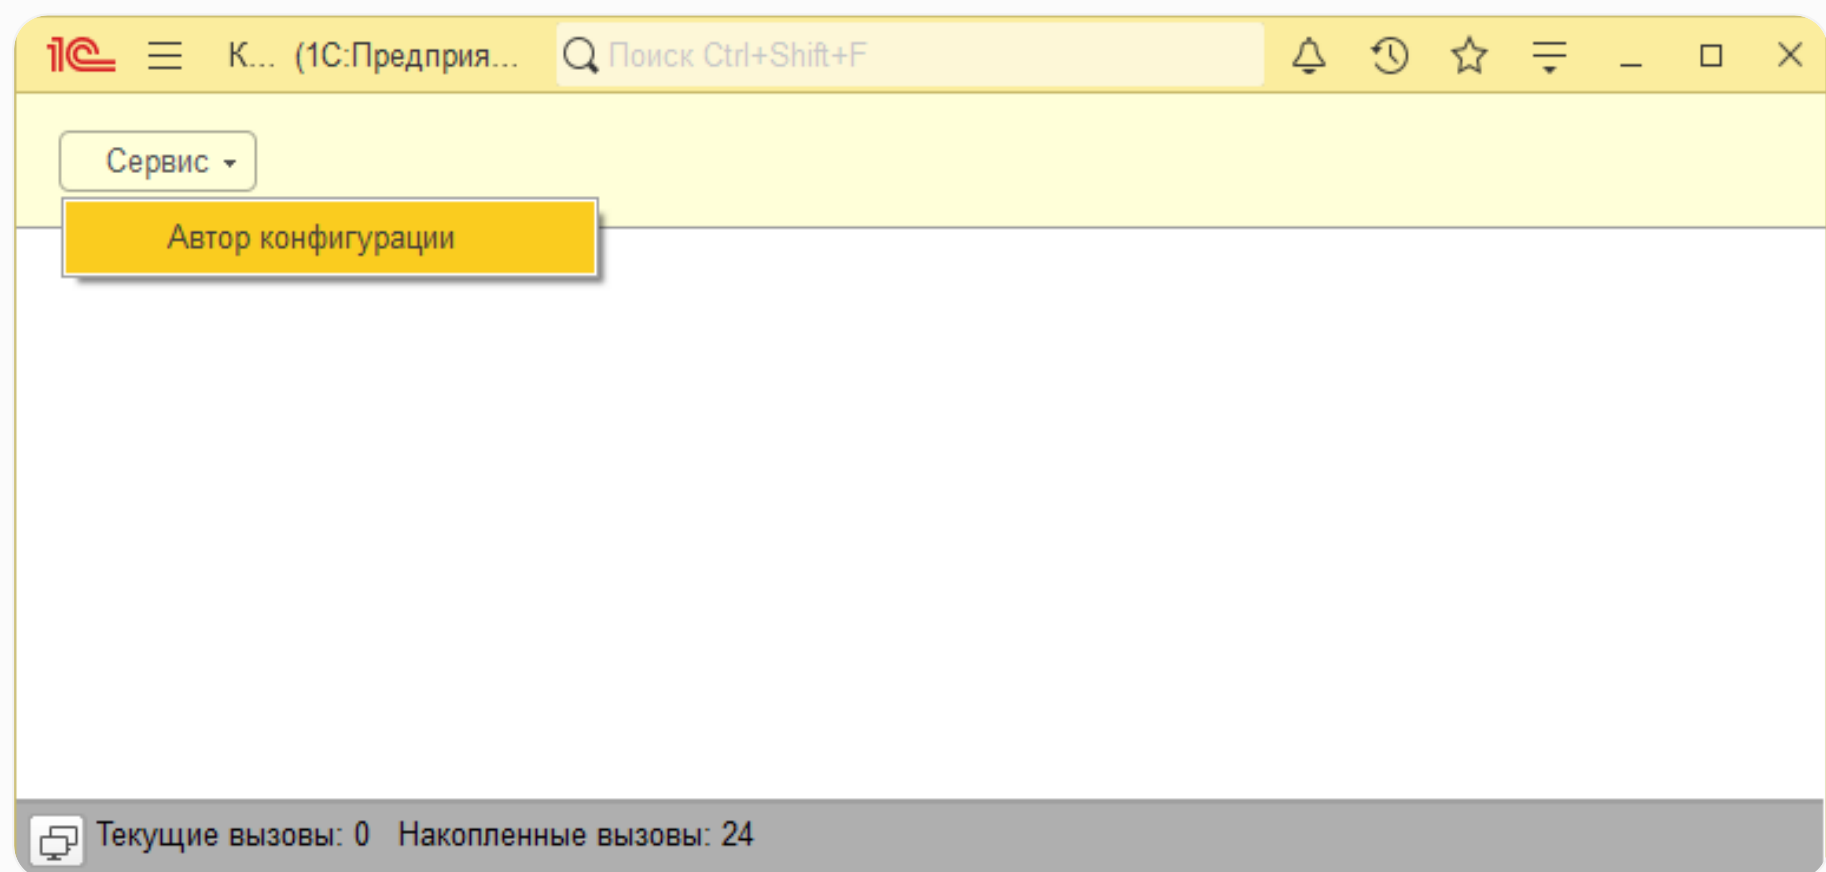 1С К... (1С:Предприя... Поиск Ctrl+Shift+F
Сервис
Автор конфигурации
Текущие вызовы: 0 Накопленные вызовы: 24